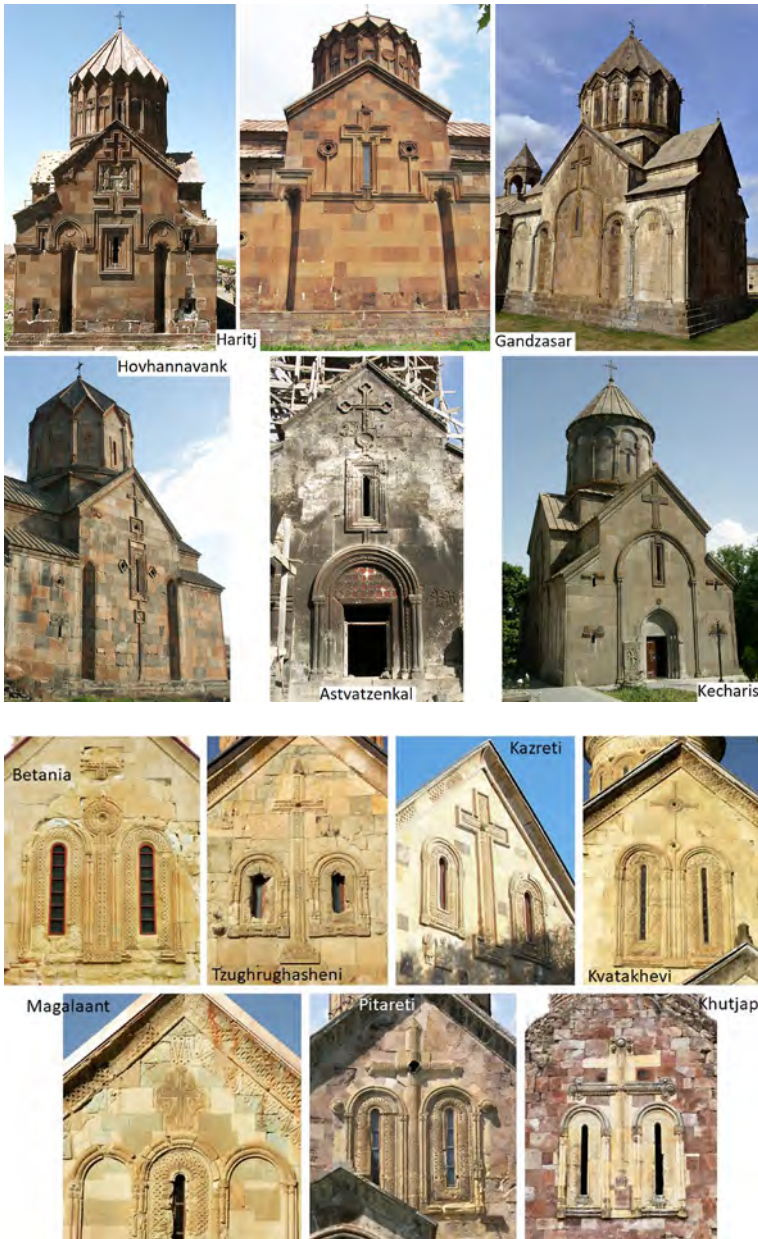 Haritj
Gandzasar
Hovhannavank
Astvatzenkal
Kecharis
Betania
Tzughrughasheni
Kazreti
Kvatakhevi
Magalaant
Pitareti
Khutjap